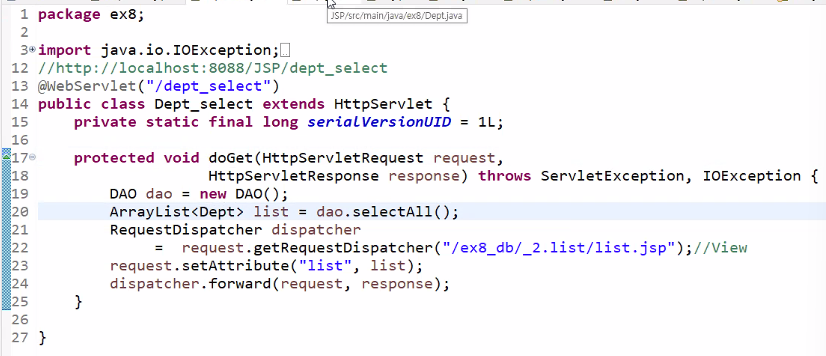 JSP/src/main/java/ex8/Dept.java
1 package ex8;
2
3 import java.io.IOException;
12 //http://localhost:8088/JSP/dept_select
13 @WebServlet("/dept_select")
14 public class Dept_select extends HttpServlet {
15 private static final long serialVersionUID = 1L;
16
17 protected void doGet(HttpServletRequest request,
18 HttpServletResponse response) throws ServletException, IOException {
19 DAO dao = new DAO();
20 ArrayList<Dept> list = dao.selectAll();
21 RequestDispatcher dispatcher
22 = request.getRequestDispatcher("/ex8_db/_2.list/list.jsp");//View
23 request.setAttribute("list", list);
24 dispatcher.forward(request, response);
25 }
26
27 }